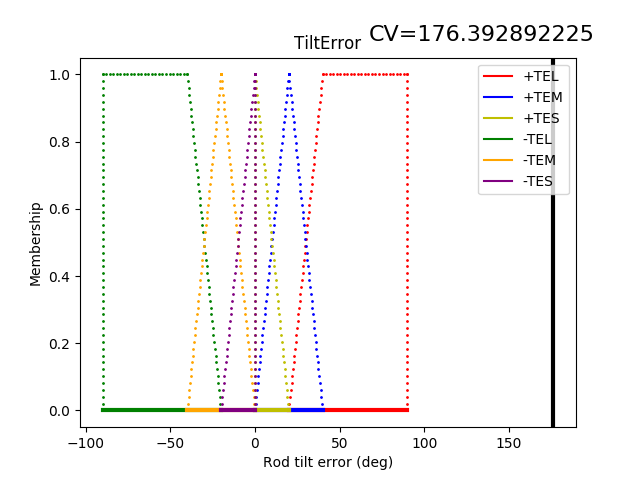 CV=176.392892225
TiltError
+TEL
+TEM
+TES
-TEL
-TEM
-TES
1.0
0.8
0.6
0.4
0.2
0.0
Membership
−100
−50
0
50
100
150
Rod tilt error (deg)